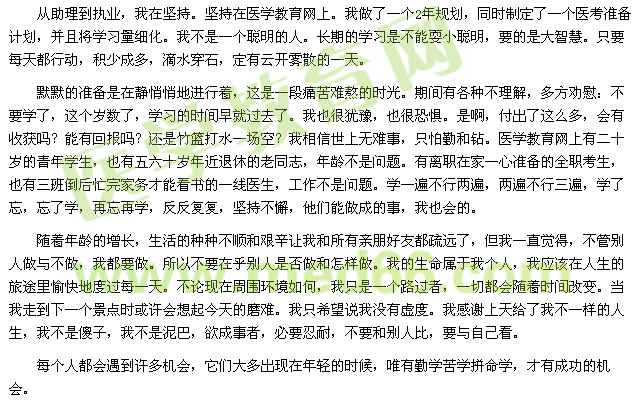 从助理到执业，我在坚持。坚持在医学教育网上。我做了一个2年规划，同时制定了一个医考准备
计划，并且将学习量细化。我不是一个聪明的人。长期的学习是不能耍小聪明，要的是大智慧。只要
每天都行动，积少成多，滴水穿石，定有云开雾散的一天。
默默的准备是在静悄悄地进行着，这是一段痛苦难熬的时光。期间有各种不理解，多方劝慰：不
要学了，这个岁数了，学习的时间早就过去了。我也很犹豫，也很恐惧。是啊，付出了这么多，会有
收获吗？能有回报吗？还是竹篮打水一场空？我相信世上无难事，只怕勤和钻。医学教育网上有二十
岁的青年学生，也有五六十岁年近退休的老同志，年龄不是问题。有离职在家一心准备的全职考生，
也有三班倒后忙完家务才能看书的一线医生，工作不是问题。学一遍不行两遍，两遍不行三遍，学了
忘，忘了学，再忘再学，反反复复，坚持不懈，他们能做成的事，我也会的。
随着年龄的增长，生活的种种不顺和艰辛让我和所有亲朋好友都疏远了，但我一直觉得，不管别
人做与不做，我都要做。所以不要在乎别人是否做和怎样做。我的生命属于我个人，我应该在人生的
旅途里愉快地度过每一天。不论现在周围环境如何，我只是一个路过者，一切都会随着时间改变。当
我走到下一个景点时或许会想起今天的磨难。我只希望说我没有虚度。我感谢上天给了我不一样的人
生，我不是傻子，我不是泥巴，欲成事者，必要忍耐，不要和别人比，要与自己看。
每个人都会遇到许多机会，它们大多出现在年轻的时候，唯有勤学苦学拼命学，才有成功的机
会。
医学教育网
www.med66.com